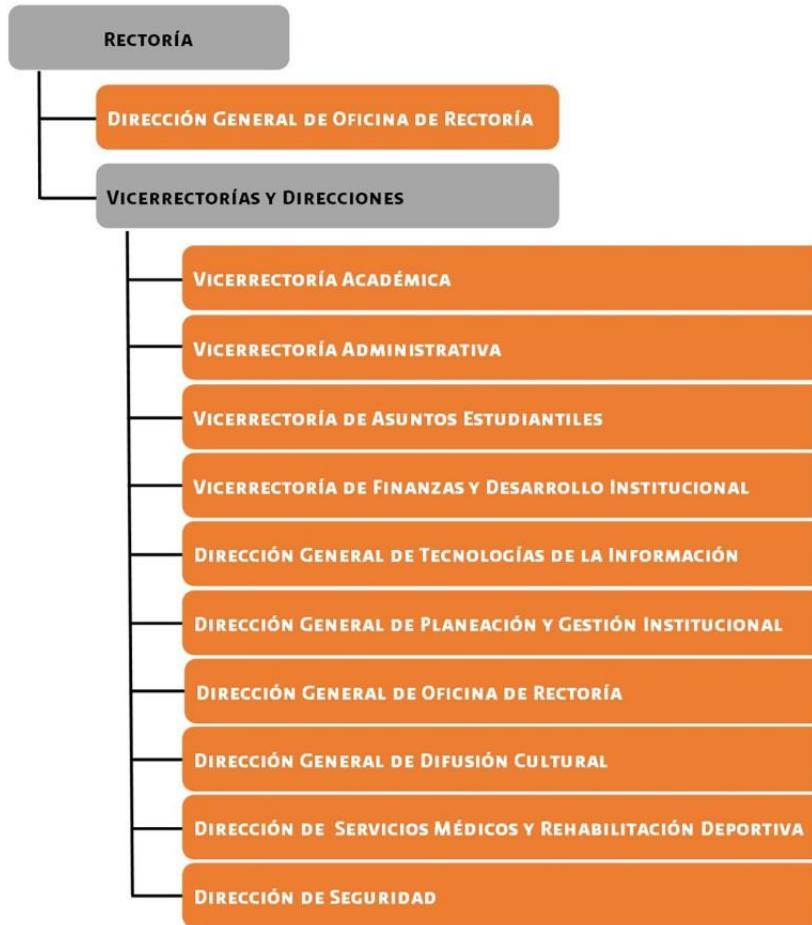 Rectoría
Dirección General de Oficina de Rectoría
Vicerrectorías y Direcciones
Vicerrectoría Académica
Vicerrectoría Administrativa
Vicerrectoría de Asuntos Estudiantiles
Vicerrectoría de Finanzas y Desarrollo Institucional
Dirección General de Tecnologías de la Información
Dirección General de Planeación y Gestión Institucional
Dirección General de Oficina de Rectoría
Dirección General de Difusión Cultural
Dirección de Servicios Médicos y Rehabilitación Deportiva
Dirección de Seguridad